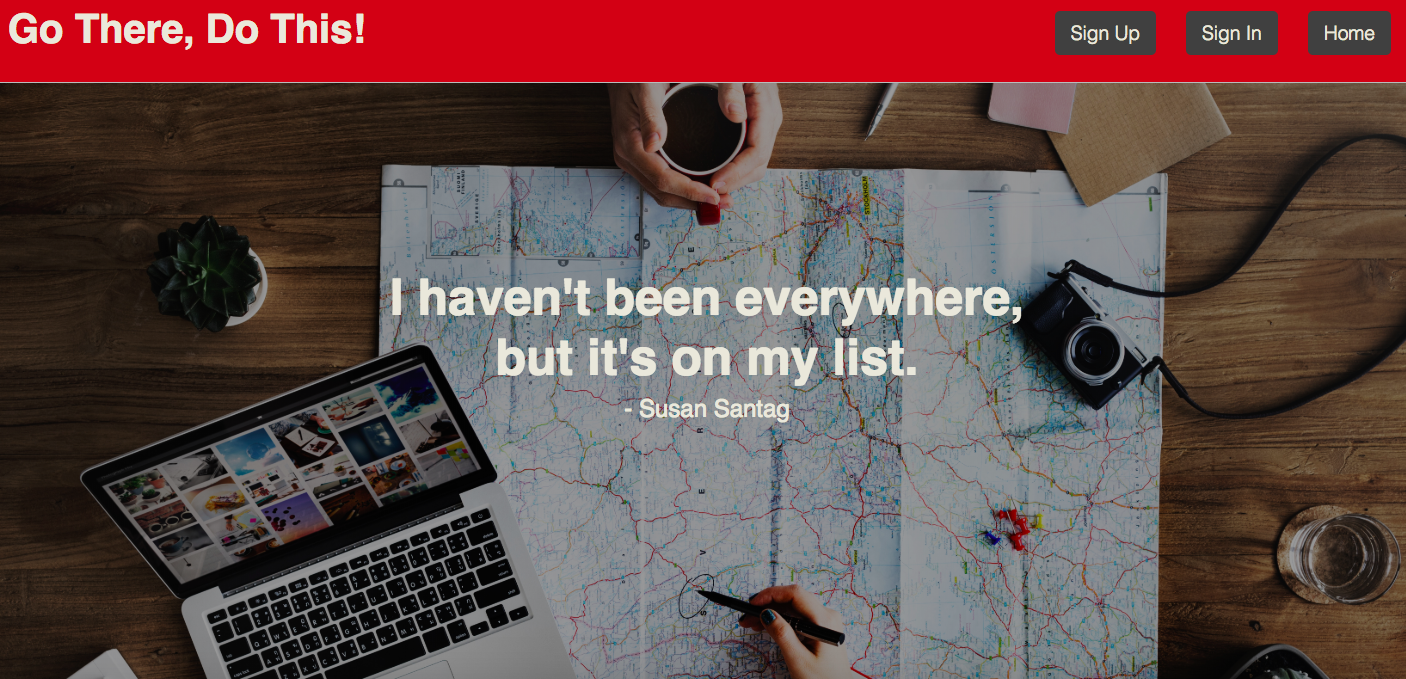 Go There, Do This!
Sign Up
Sign In
Home
I haven't been everywhere,
but it's on my list.
- Susan Santag
STOCKHOLM